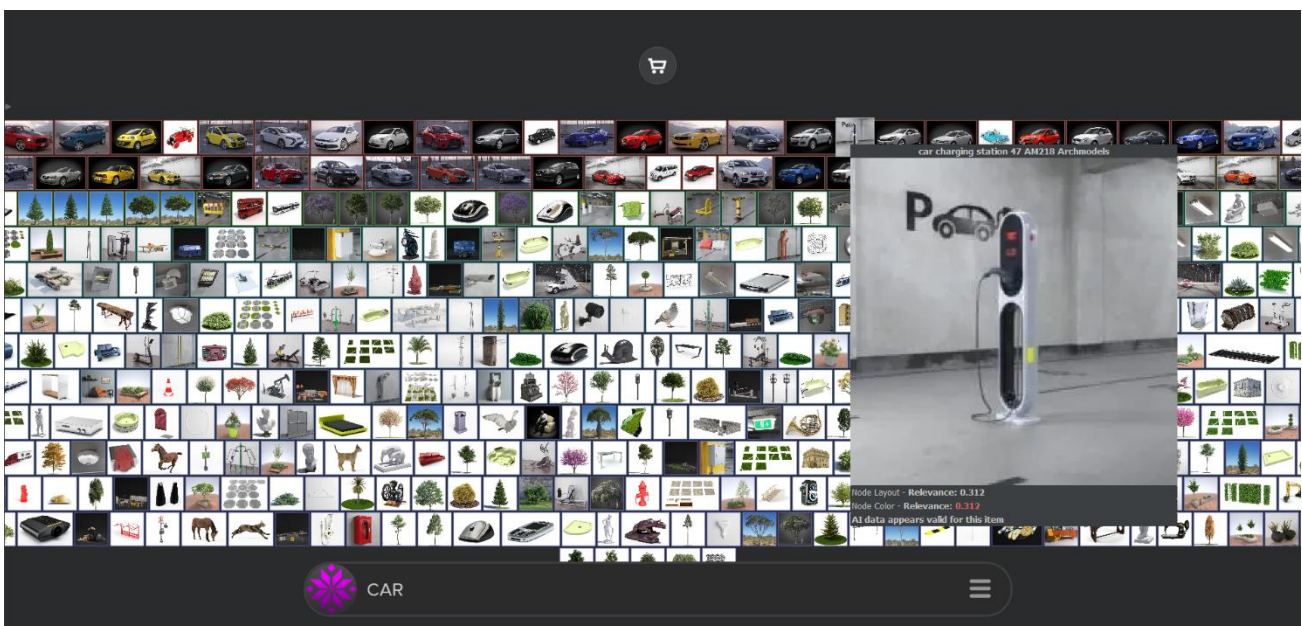 car charging station 47 AM218 Archmodels
P
Node Layout - Relevance: 0.312
Node Color - Relevance: 0.312
AI data appears valid for this item
CAR